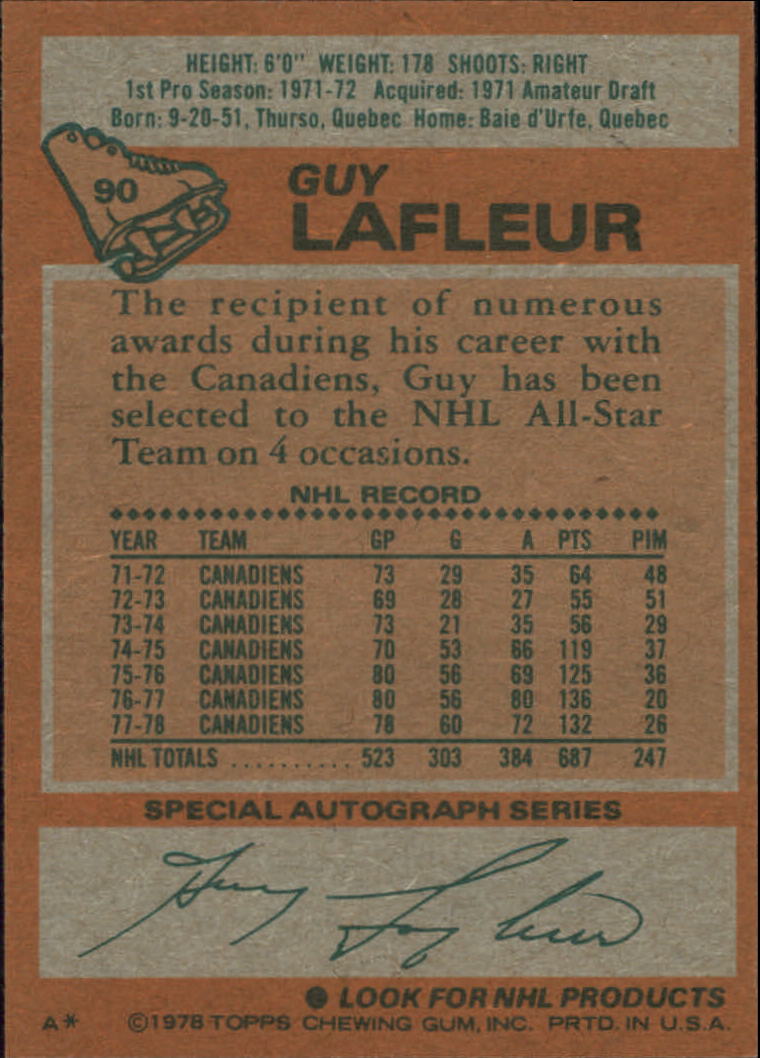 HEIGHT: 6'0" WEIGHT: 178 SHOOTS: RIGHT
1st Pro Season: 1971-72 Acquired: 1971 Amateur Draft
Born: 9-20-51, Thurso, Quebec Home: Baie d'Urfe, Quebec
90
GUY
LAFLEUR
The recipient of numerous
awards during his career with
the Canadiens, Guy has been
selected to the NHL All-Star
Team on 4 occasions.
NHL RECORD
YEAR TEAM GP G A PTS PIM
71-72 CANADIENS 73 29 35 64 48
72-73 CANADIENS 69 28 27 55 51
73-74 CANADIENS 73 21 35 56 29
74-75 CANADIENS 70 53 66 119 37
75-76 CANADIENS 80 56 69 125 36
76-77 CANADIENS 80 56 80 136 20
77-78 CANADIENS 78 60 72 132 26
NHL TOTALS .......... 523 303 384 687 247
SPECIAL AUTOGRAPH SERIES
Guy Lafleur
LOOK FOR NHL PRODUCTS
A* ©1978 TOPPS CHEWING GUM, INC. PRTD. IN U.S.A.